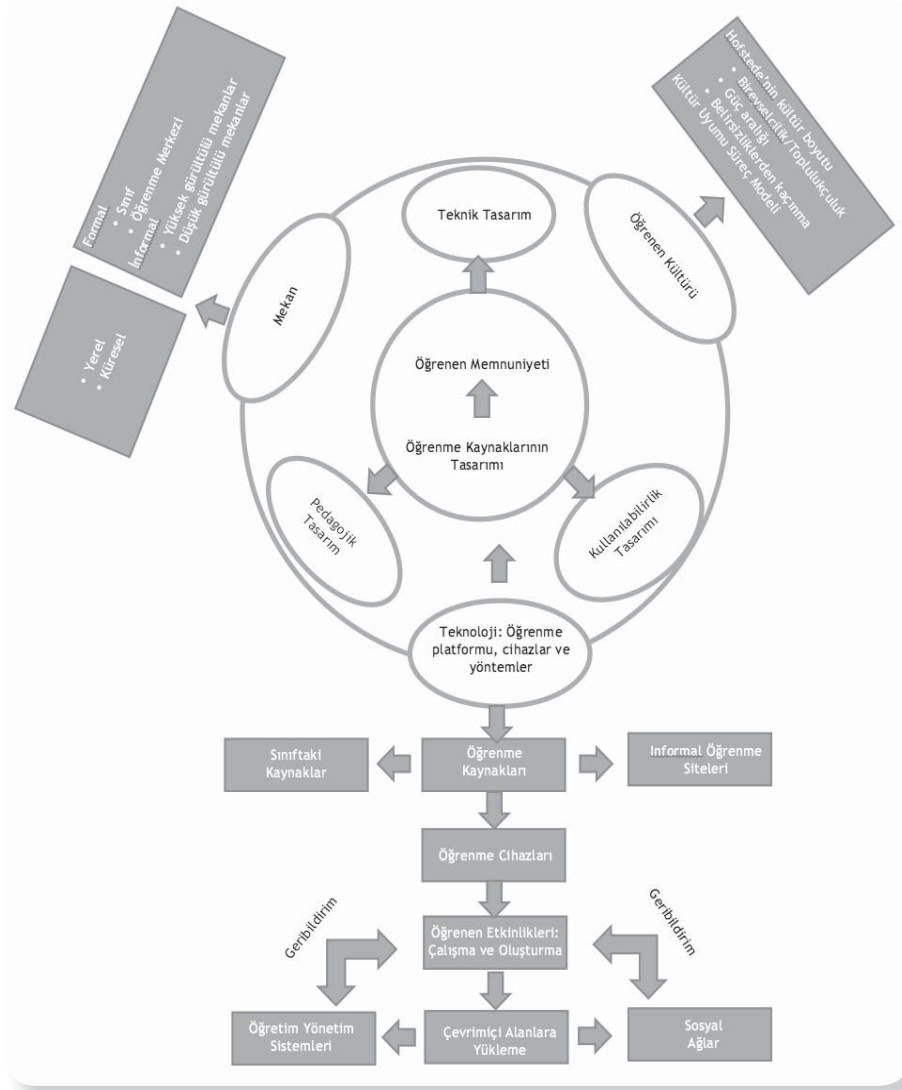 Formal
• Sınıf
• Öğrenme Merkezi
İnformal
• Yüksek gürültülü mekanlar
• Düşük gürültülü mekanlar
• Yerel
• Küresel
Mekan
Teknik Tasarım
Öğrenen Kültürü
Hofstede'nin kültür boyutu
• Bireyselcilik/Toplulukçuluk
• Güç aralığı
• Belirsizliklerden kaçınma
Kültür Uyumu Süreç Modeli
Öğrenen Memnuniyeti
Öğrenme Kaynaklarının
Tasarımı
Pedagojik
Tasarım
Kullanılabilirlik
Tasarımı
Teknoloji: Öğrenme
platformu, cihazlar ve
yöntemler
Sınıftaki
Kaynaklar
Öğrenme
Kaynakları
Informal Öğrenme
Siteleri
Öğrenme Cihazları
Geribildirim
Öğrenen Etkinlikleri:
Çalışma ve Oluşturma
Geribildirim
Öğretim Yönetim
Sistemleri
Çevrimiçi Alanlara
Yükleme
Sosyal
Ağlar